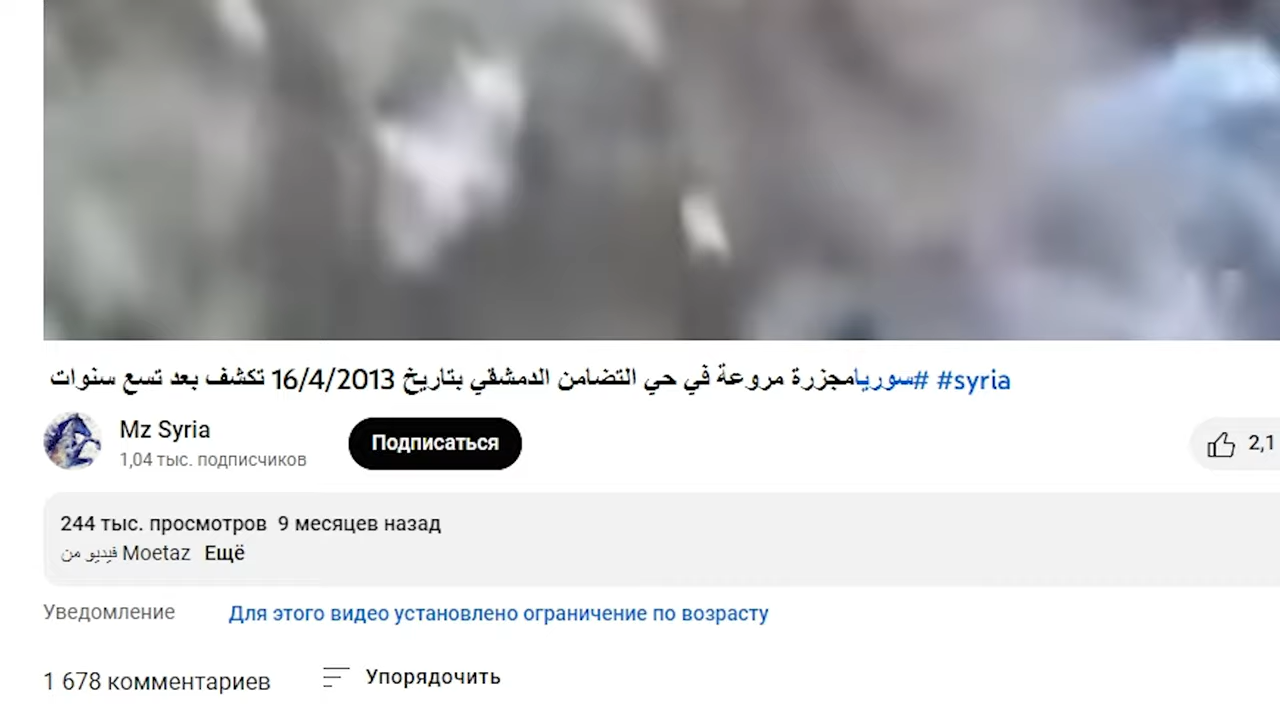 #syria #سوريامجزرة مروعة في حي التضامن الدمشقي بتاريخ 16/4/2013 تكشف بعد تسع سنوات
Mz Syria
1,04 тыс. подписчиков
Подписаться
2,1
244 тыс. просмотров 9 месяцев назад
فيديو من Moetaz Ещё
Уведомление
Для этого видео установлено ограничение по возрасту
1 678 комментариев
Упорядочить